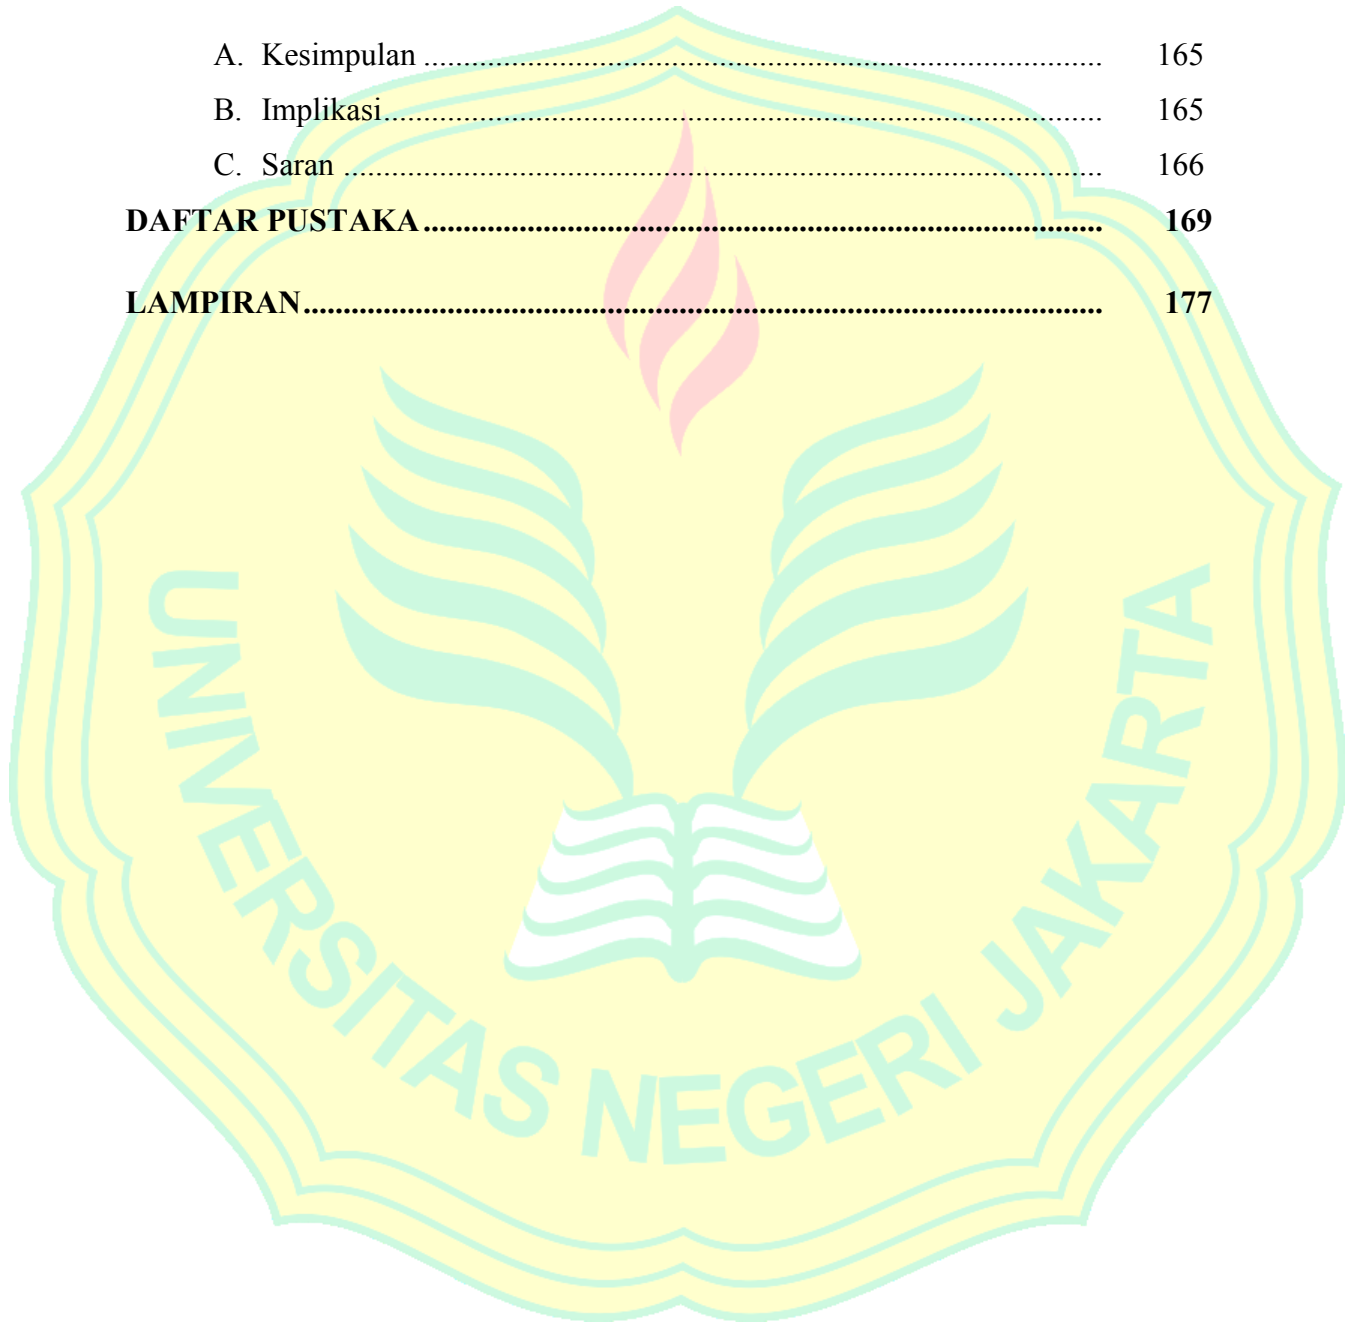 A. Kesimpulan ..................................................................................... 165
B. Implikasi.......................................................................................... 165
C. Saran ............................................................................................... 166
DAFTAR PUSTAKA..................................................................................... 169
LAMPIRAN.................................................................................................... 177
UNIVERSITAS NEGERI JAKARTA